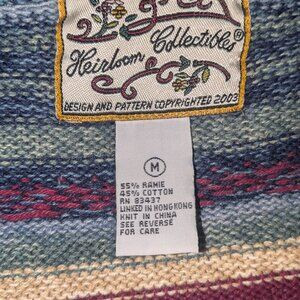 Heirloom Collectibles®
DESIGN AND PATTERN COPYRIGHTED 2003
M
55% RAMIE
45% COTTON
RN 83437
LINKED IN HONGKONG
KNIT IN CHINA
SEE REVERSE
FOR CARE